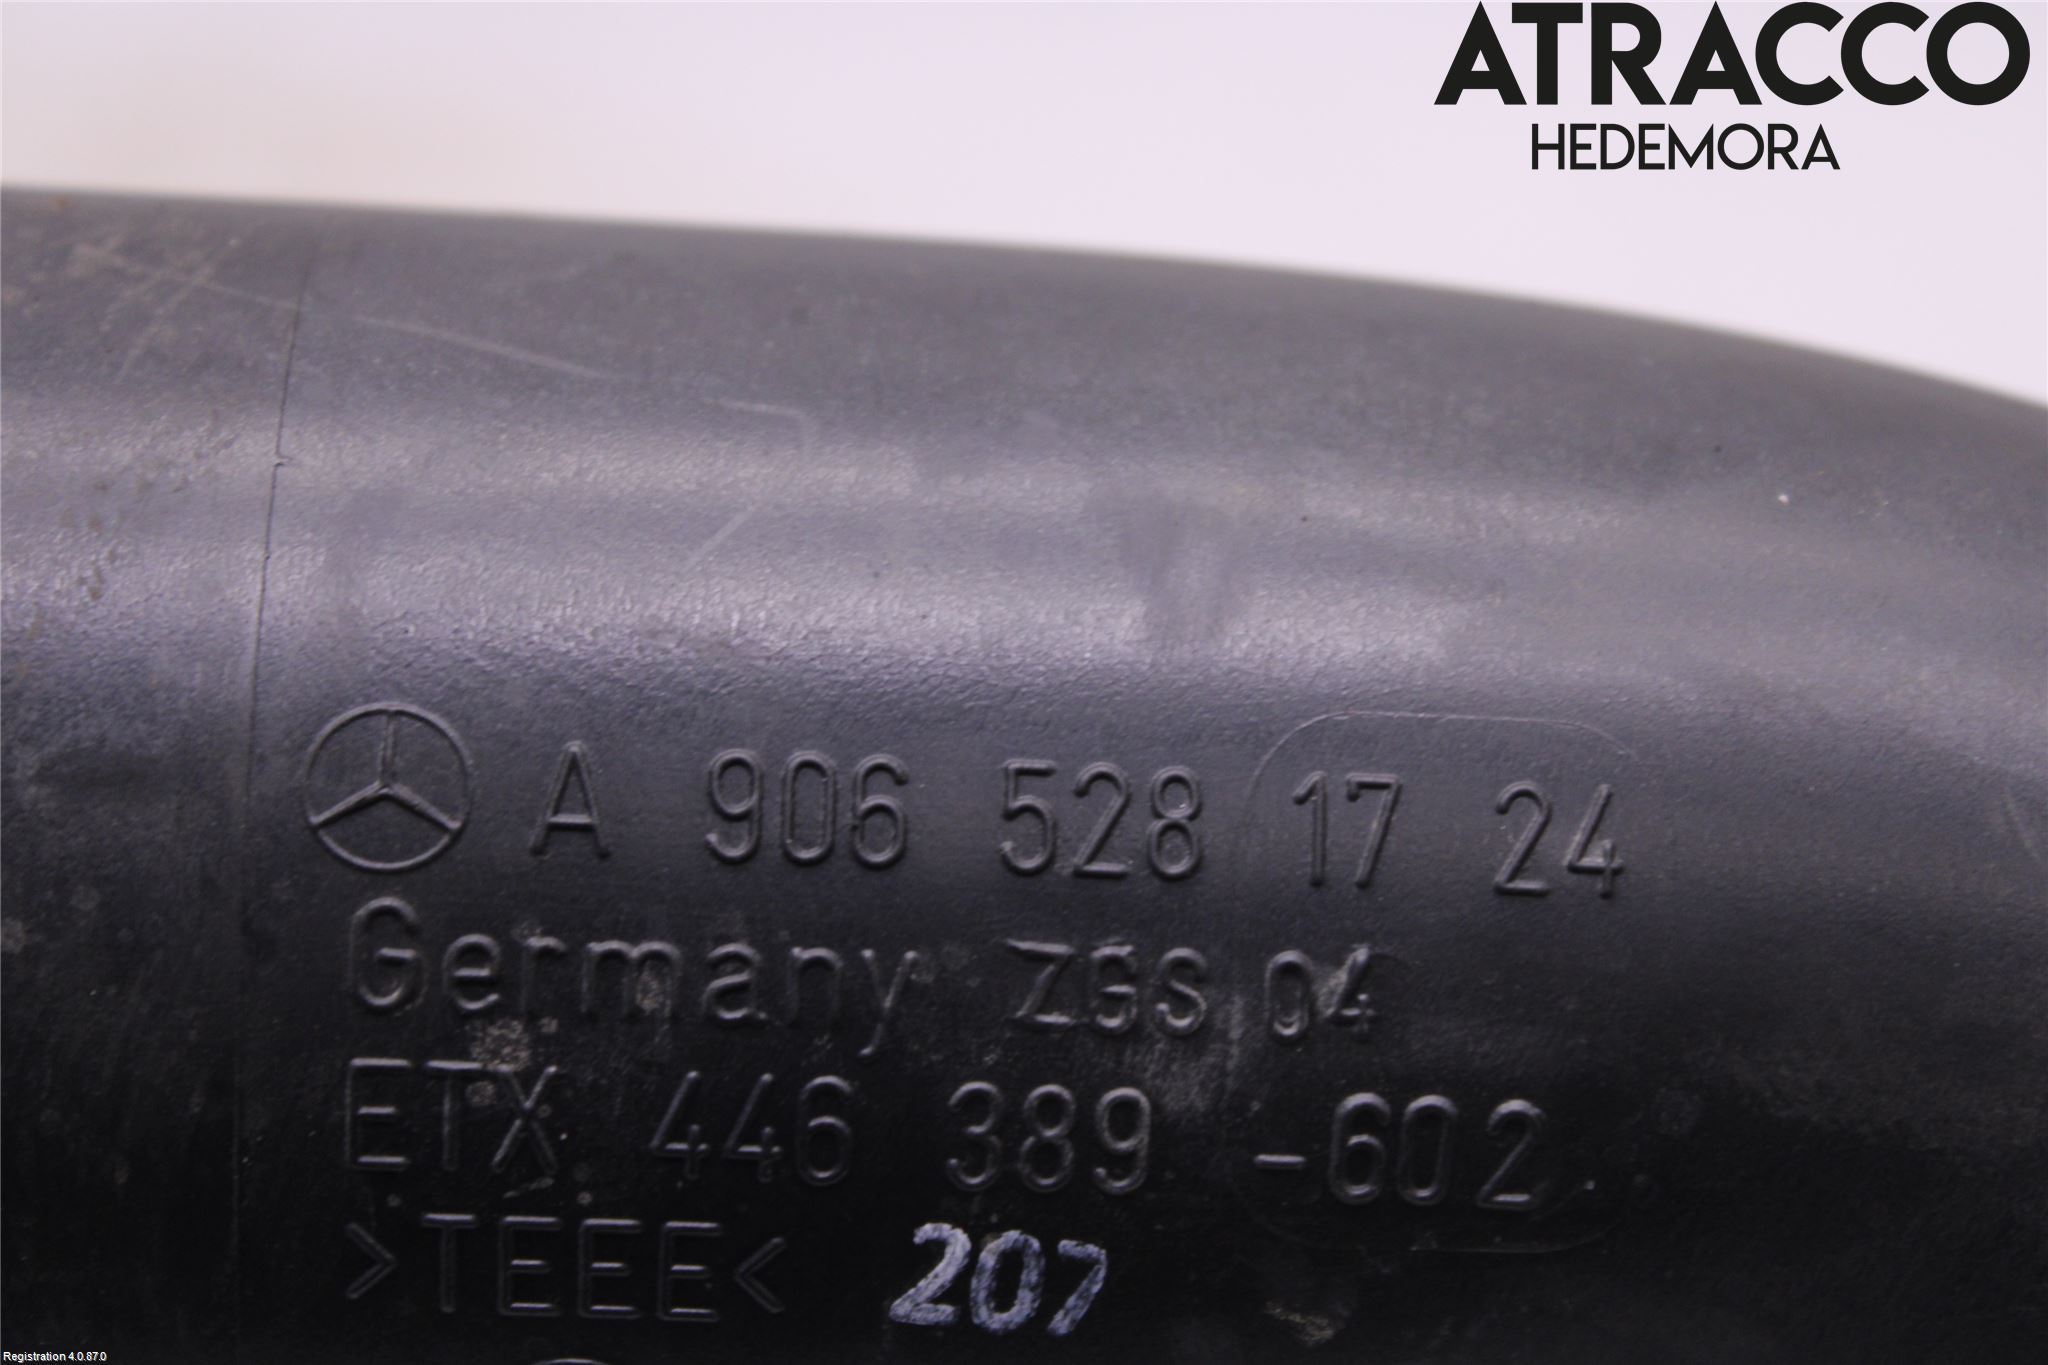 ATRACCO
HEDEMORA
A 906 528 17 24
Germany ZGS 04
ETX 446 389 -602
>TEEE< 207
Registration 4.0.87.0